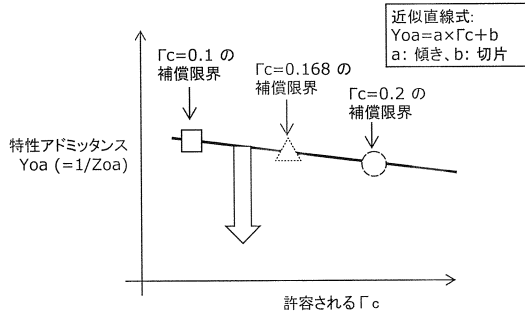 近似直線式:
Yoa=a×Γc+b
a: 傾き、b: 切片
Γc=0.1 の
補償限界
Γc=0.168 の
補償限界
Γc=0.2 の
補償限界
特性アドミッタンス
Yoa (=1/Zoa)
許容されるΓc